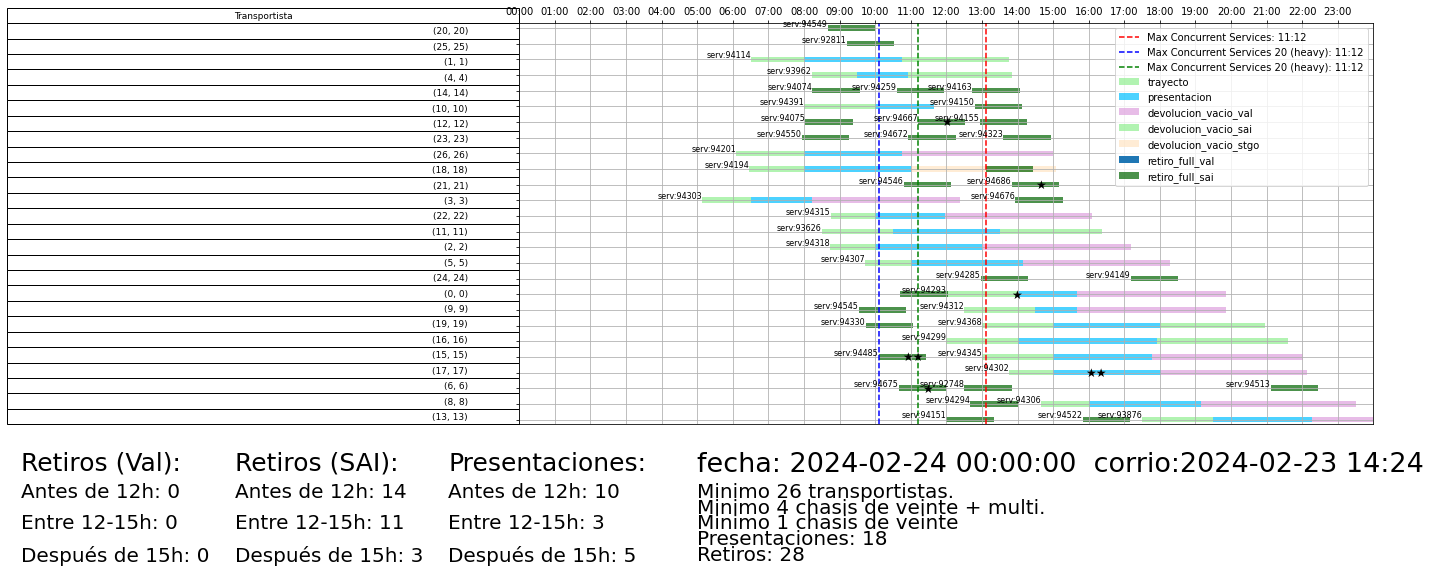 Transportista
00:00 01:00 02:00 03:00 04:00 05:00 06:00 07:00 08:00 09:00 10:00 11:00 12:00 13:00 14:00 15:00 16:00 17:00 18:00 19:00 20:00 21:00 22:00 23:00
(20, 20) serv:94549
(25, 25) serv:92811
(1, 1) serv:94114
(4, 4) serv:93962
(14, 14) serv:94074 serv:94259 serv:94163
(10, 10) serv:94391 serv:94150
(12, 12) serv:94075 serv:94667 serv:94155
(23, 23) serv:94550 serv:94672 serv:94323
(26, 26) serv:94201
(18, 18) serv:94194
(21, 21) serv:94546 serv:94686
(3, 3) serv:94303 serv:94676
(22, 22) serv:94315
(11, 11) serv:93626
(2, 2) serv:94318
(5, 5) serv:94307
(24, 24) serv:94285 serv:94149
(0, 0) serv:94293
(9, 9) serv:94545 serv:94312
(19, 19) serv:94330 serv:94368
(16, 16) serv:94299
(15, 15) serv:94485 serv:94345
(17, 17) serv:94302
(6, 6) serv:94675 serv:92748 serv:94513
(8, 8) serv:94294 serv:94306
(13, 13) serv:94151 serv:94522 serv:93876
Max Concurrent Services: 11:12
Max Concurrent Services 20 (heavy): 11:12
Max Concurrent Services 20 (heavy): 11:12
trayecto
presentacion
devolucion_vacio_val
devolucion_vacio_sai
devolucion_vacio_stgo
retiro_full_val
retiro_full_sai
Retiros (Val):
Antes de 12h: 0
Entre 12-15h: 0
Después de 15h: 0
Retiros (SAI):
Antes de 12h: 14
Entre 12-15h: 11
Después de 15h: 3
Presentaciones:
Antes de 12h: 10
Entre 12-15h: 3
Después de 15h: 5
fecha: 2024-02-24 00:00:00 corrio:2024-02-23 14:24
Minimo 26 transportistas.
Minimo 4 chasis de veinte + multi.
Minimo 1 chasis de veinte
Presentaciones: 18
Retiros: 28